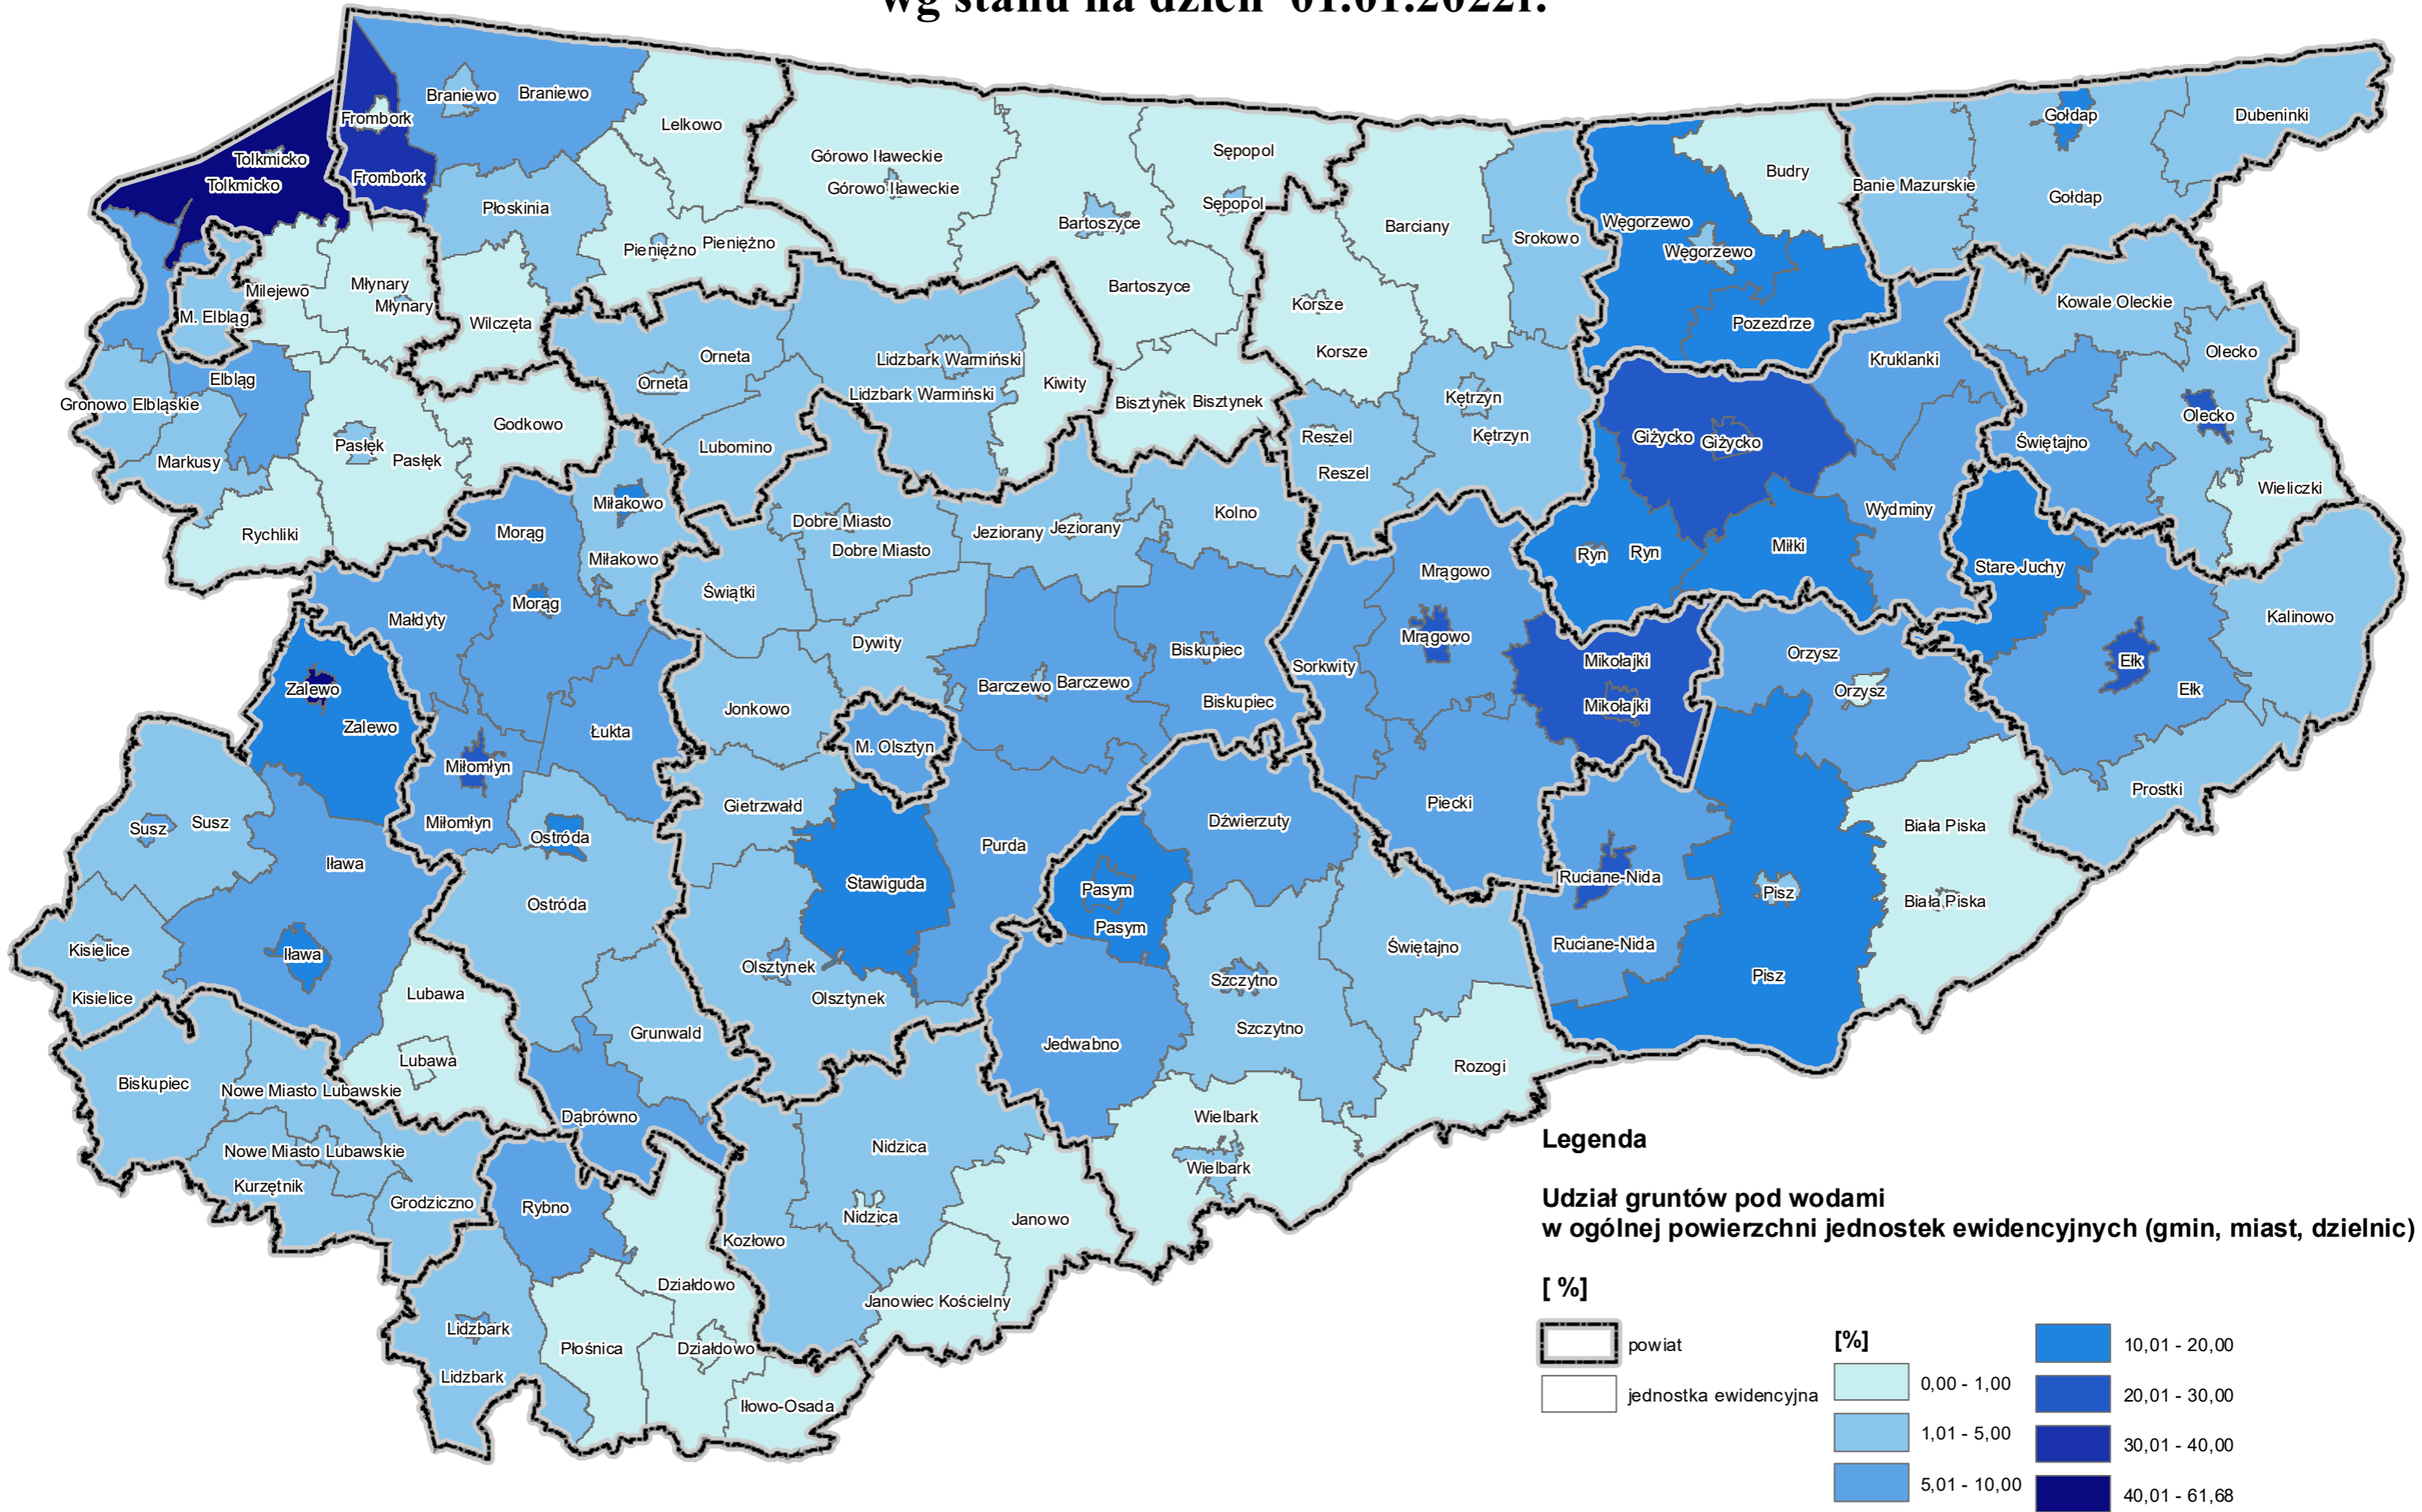 wg stanu na dzień 01.01.2022r.
Braniewo
Braniewo
Frombork
Lelkowo
Tolkmicko
Tolkmicko
Frombork
Płoskinia
Górowo Iławeckie
Górowo Iławeckie
Sępopol
Sępopol
Bartoszyce
Bartoszyce
Barciany
Srokowo
Węgorzewo
Węgorzewo
Budry
Banie Mazurskie
Gołdap
Gołdap
Dubeninki
Pieniężno
Pieniężno
Milejewo
Młynary
Młynary
M. Elbląg
Wilczęta
Korsze
Korsze
Pozezdrze
Kowale Oleckie
Orneta
Orneta
Lidzbark Warmiński
Lidzbark Warmiński
Kiwity
Bisztynek
Bisztynek
Kętrzyn
Kętrzyn
Kruklanki
Olecko
Olecko
Elbląg
Gronowo Elbląskie
Markusy
Pasłęk
Pasłęk
Godkowo
Lubomino
Reszel
Reszel
Giżycko
Giżycko
Świętajno
Wieliczki
Rychliki
Morąg
Morąg
Miłakowo
Miłakowo
Dobre Miasto
Dobre Miasto
Jeziorany
Jeziorany
Kolno
Wydminy
Ryn
Ryn
Miłki
Stare Juchy
Małdyty
Świątki
Mrągowo
Mrągowo
Kalinowo
Dywity
Biskupiec
Biskupiec
Sorkwity
Mikołajki
Mikołajki
Orzysz
Orzysz
Ełk
Ełk
Zalewo
Zalewo
Łukta
Jonkowo
Barczewo
Barczewo
M. Olsztyn
Miłomłyn
Miłomłyn
Gietrzwałd
Piecki
Prostki
Susz
Susz
Iława
Iława
Ostróda
Ostróda
Purda
Dźwierzuty
Biała Piska
Biała Piska
Stawiguda
Pasym
Pasym
Ruciane-Nida
Ruciane-Nida
Pisz
Pisz
Kisielice
Kisielice
Olsztynek
Olsztynek
Świętajno
Szczytno
Szczytno
Lubawa
Lubawa
Grunwald
Jedwabno
Rozogi
Biskupiec
Nowe Miasto Lubawskie
Nowe Miasto Lubawskie
Dąbrówno
Wielbark
Wielbark
Nidzica
Nidzica
Kurzętnik
Grodziczno
Rybno
Kozłowo
Janowo
Działdowo
Działdowo
Janowiec Kościelny
Lidzbark
Lidzbark
Płośnica
Iłowo-Osada
Legenda
Udział gruntów pod wodami
w ogólnej powierzchni jednostek ewidencyjnych (gmin, miast, dzielnic)
[ %]
powiat
jednostka ewidencyjna
[%]
0,00 - 1,00
1,01 - 5,00
5,01 - 10,00
10,01 - 20,00
20,01 - 30,00
30,01 - 40,00
40,01 - 61,68